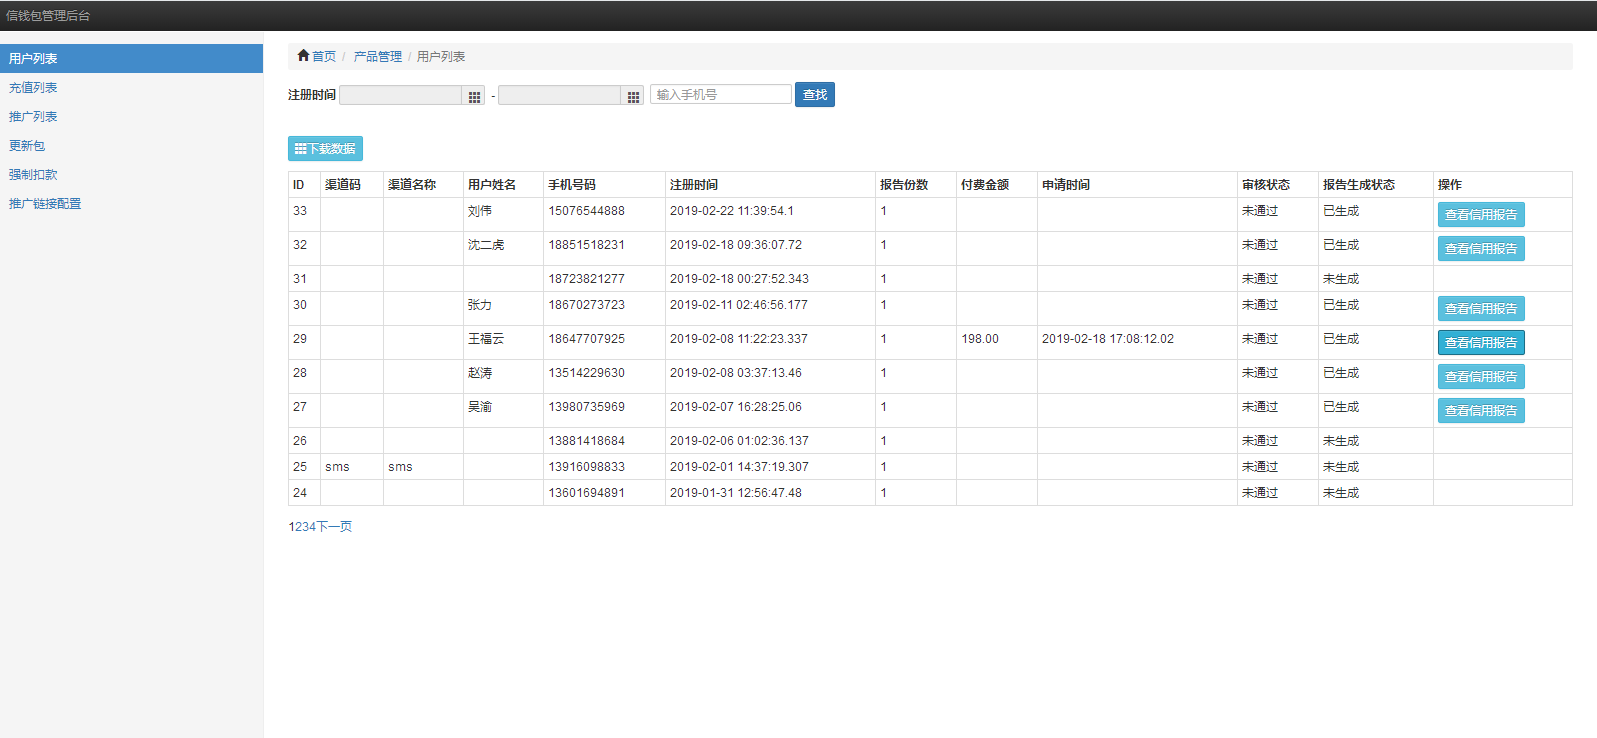 信钱包管理后台
用户列表
充值列表
推广列表
更新包
强制扣款
推广链接配置
首页 / 产品管理 / 用户列表
注册时间 - 输入手机号 查找
下载数据
ID 渠道码 渠道名称 用户姓名 手机号码 注册时间 报告份数 付费金额 申请时间 审核状态 报告生成状态 操作
33 刘伟 15076544888 2019-02-22 11:39:54.1 1 未通过 已生成 查看信用报告
32 沈二虎 18851518231 2019-02-18 09:36:07.72 1 未通过 已生成 查看信用报告
31 18723821277 2019-02-18 00:27:52.343 1 未通过 未生成
30 张力 18670273723 2019-02-11 02:46:56.177 1 未通过 已生成 查看信用报告
29 王福云 18647707925 2019-02-08 11:22:23.337 1 198.00 2019-02-18 17:08:12.02 未通过 已生成 查看信用报告
28 赵涛 13514229630 2019-02-08 03:37:13.46 1 未通过 已生成 查看信用报告
27 吴渝 13980735969 2019-02-07 16:28:25.06 1 未通过 已生成 查看信用报告
26 13881418684 2019-02-06 01:02:36.137 1 未通过 未生成
25 sms sms 13916098833 2019-02-01 14:37:19.307 1 未通过 未生成
24 13601694891 2019-01-31 12:56:47.48 1 未通过 未生成
1234下一页